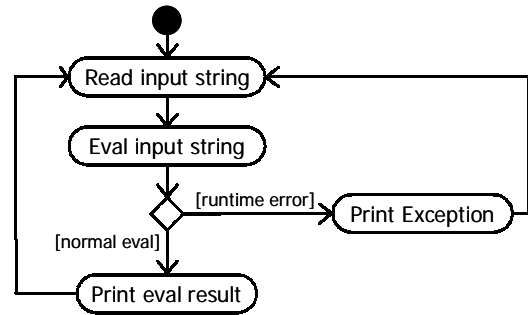 Read input string
Eval input string
[runtime error]
Print Exception
[normal eval]
Print eval result